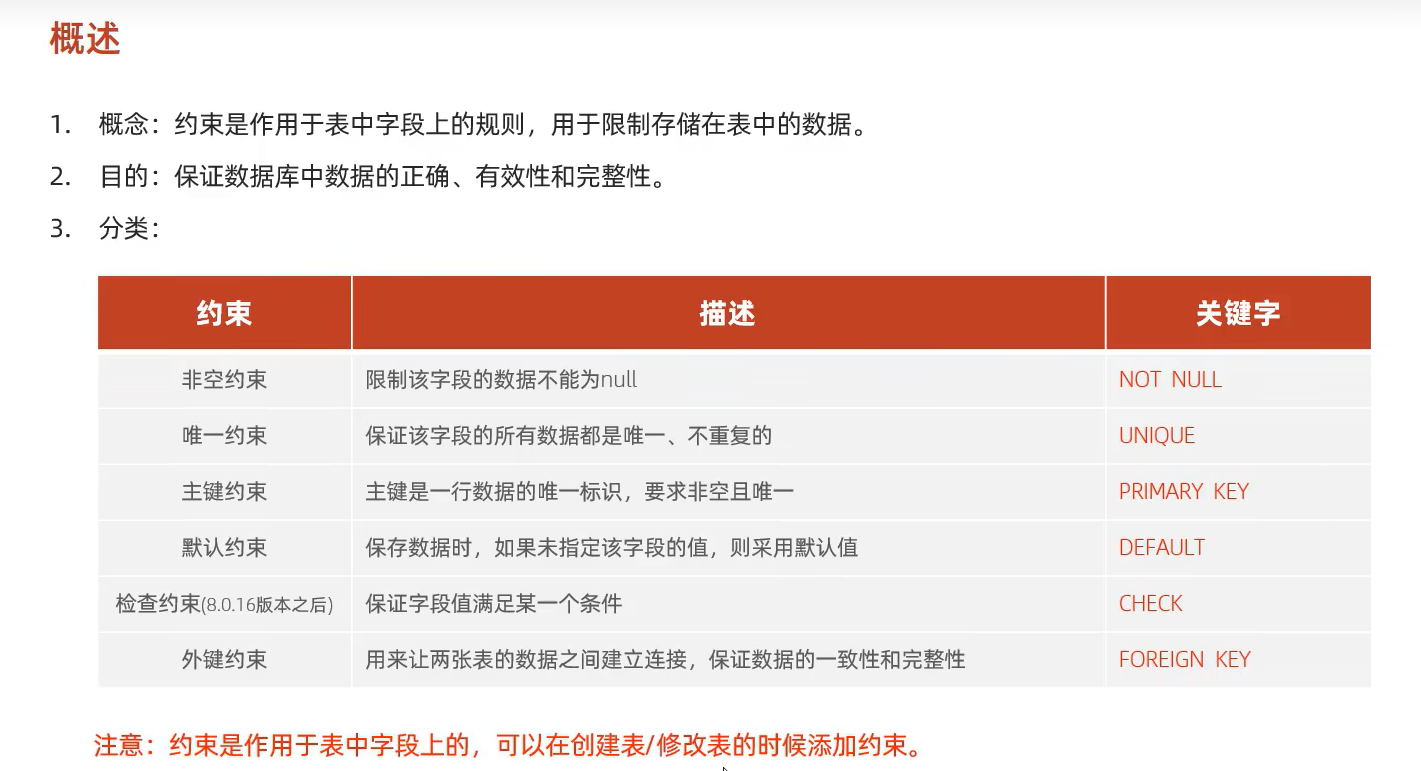 概述
1. 概念：约束是作用于表中字段上的规则，用于限制存储在表中的数据。
2. 目的：保证数据库中数据的正确、有效性和完整性。
3. 分类：
约束 描述 关键字
非空约束 限制该字段的数据不能为null NOT NULL
唯一约束 保证该字段的所有数据都是唯一、不重复的 UNIQUE
主键约束 主键是一行数据的唯一标识，要求非空且唯一 PRIMARY KEY
默认约束 保存数据时，如果未指定该字段的值，则采用默认值 DEFAULT
检查约束(8.0.16版本之后) 保证字段值满足某一个条件 CHECK
外键约束 用来让两张表的数据之间建立连接，保证数据的一致性和完整性 FOREIGN KEY
注意：约束是作用于表中字段上的，可以在创建表/修改表的时候添加约束。